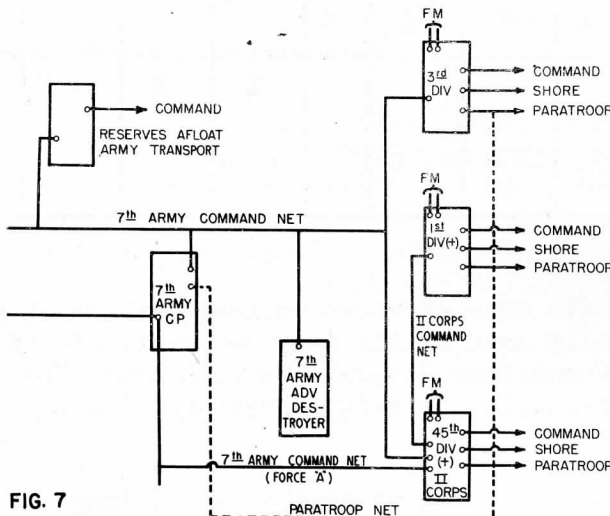 FM
3rd
DIV
COMMAND
SHORE
PARATROOP
COMMAND
RESERVES AFLOAT
ARMY TRANSPORT
7th ARMY COMMAND NET
FM
1st
DIV(+)
COMMAND
SHORE
PARATROOP
7th
ARMY
CP
7th
ARMY
ADV
DES-
TROYER
II CORPS
COMMAND
NET
FM
45th
DIV
(+)
II
CORPS
COMMAND
SHORE
PARATROOP
7th ARMY COMMAND NET
(FORCE "A")
PARATROOP NET
FIG. 7